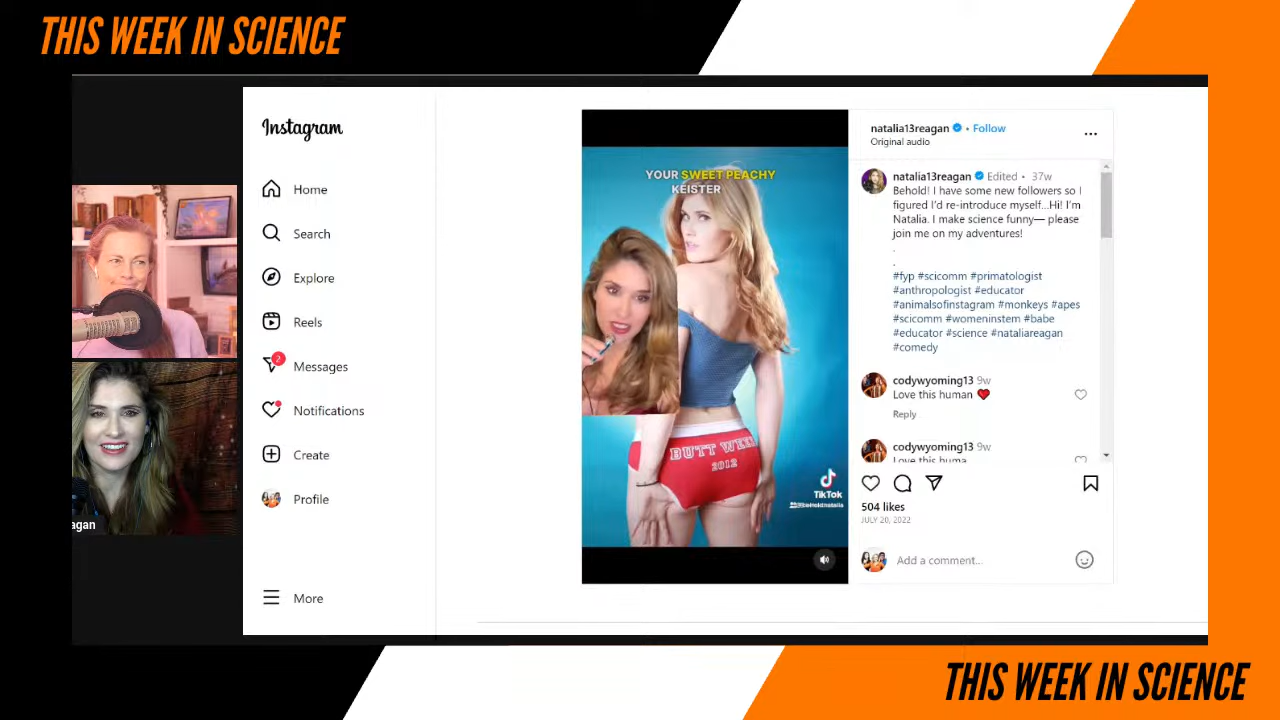 THIS WEEK IN SCIENCE
Instagram
Home
Search
Explore
Reels
2
Messages
Notifications
Create
Profile
More
agan
YOUR SWEET PEACHY
KEISTER
BUTT WEEK
2012
TikTok
natalia13reagan • Follow
Original audio
natalia13reagan Edited • 37w
Behold! I have some new followers so I
figured I'd re-introduce myself...Hi! I'm
Natalia. I make science funny— please
join me on my adventures!
.
.
#fyp #scicomm #primatologist
#anthropologist #educator
#animalsofinstagram #monkeys #apes
#scicomm #womeninstem #babe
#educator #science #nataliareagan
#comedy
codywyoming13 9w
Love this human ❤️
Reply
codywyoming13 9w
Love this huma
504 likes
JULY 20, 2022
Add a comment...
THIS WEEK IN SCIENCE